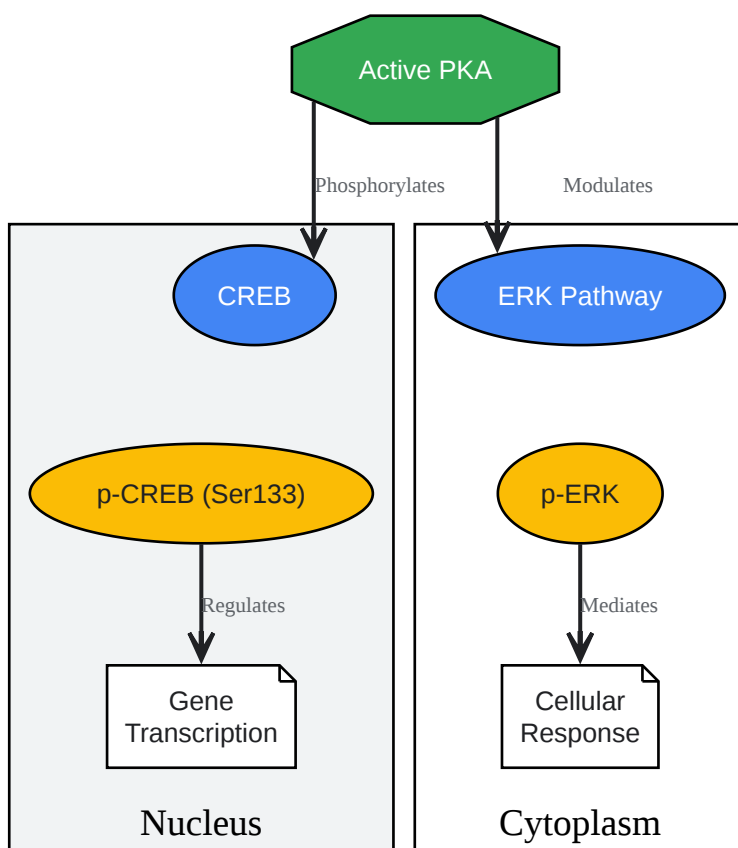 Active PKA
Phosphorylates
Modulates
CREB
ERK Pathway
p-CREB (Ser133)
p-ERK
Regulates
Mediates
Gene
Transcription
Cellular
Response
Nucleus
Cytoplasm